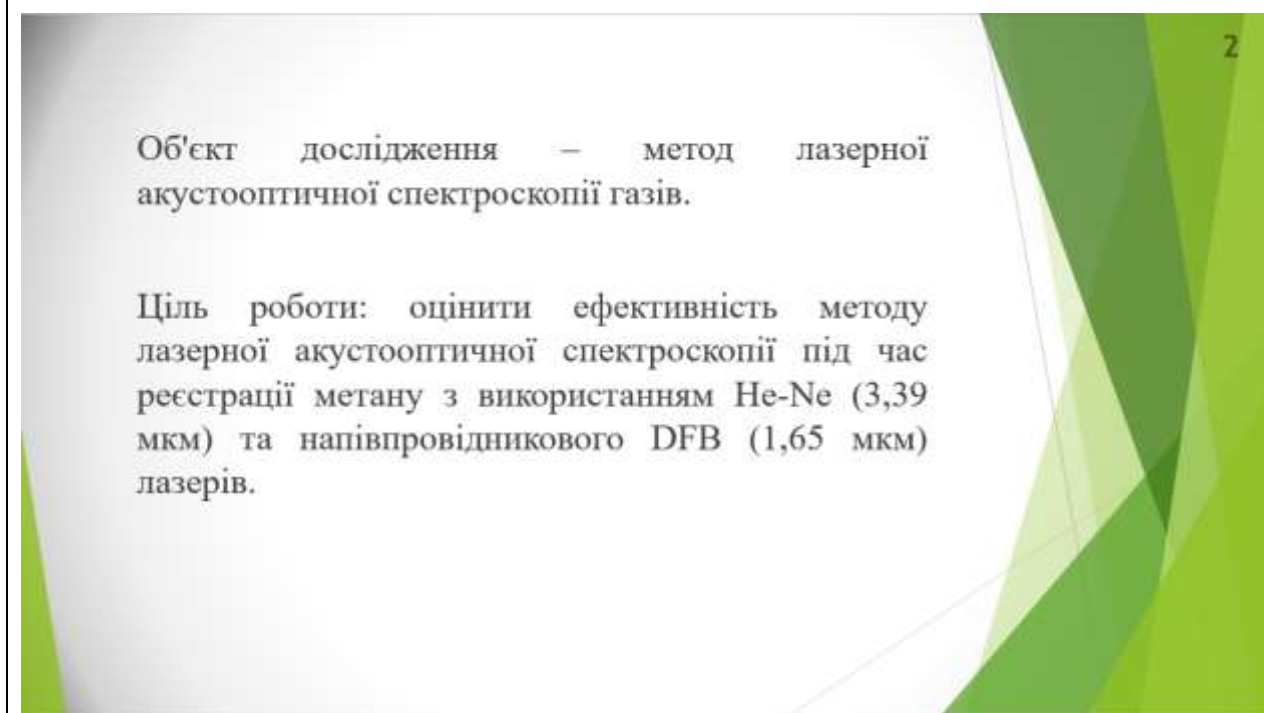 2
Об'єкт дослідження – метод лазерної
акустооптичної спектроскопії газів.
Ціль роботи: оцінити ефективність методу
лазерної акустооптичної спектроскопії під час
реєстрації метану з використанням He-Ne (3,39
мкм) та напівпровідникового DFB (1,65 мкм)
лазерів.